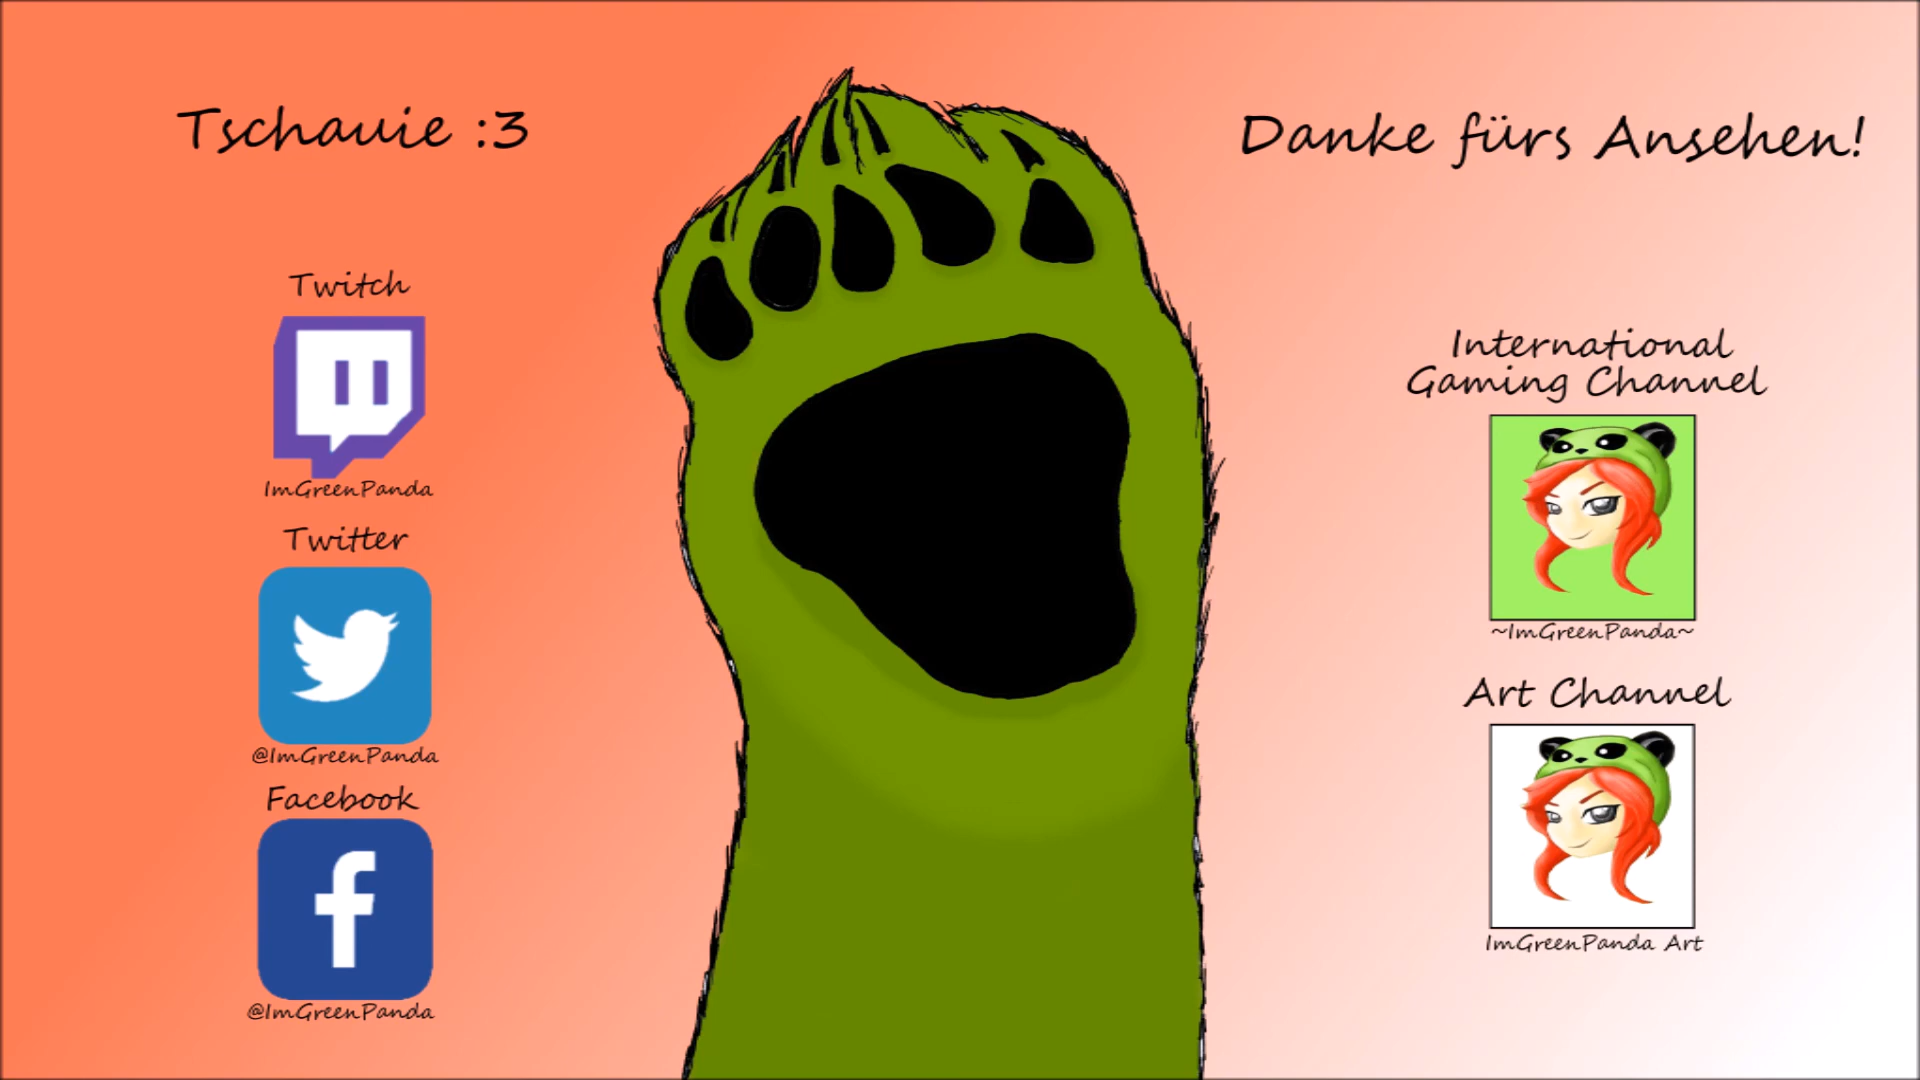 Tschauie :3
Danke fürs Ansehen!
Twitch
ImGreenPanda
Twitter
@ImGreenPanda
Facebook
@ImGreenPanda
International
Gaming Channel
~ImGreenPanda~
Art Channel
ImGreenPanda Art